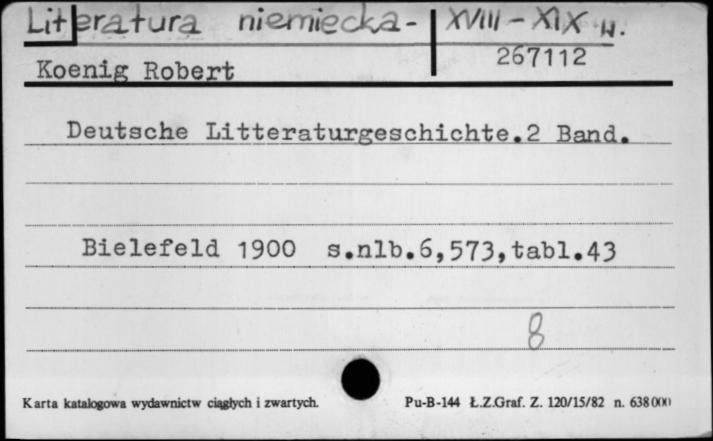 Literatura niemiecka - XVIII - XIX w.
267112
Koenig Robert
Deutsche Litteraturgeschichte.2 Band.
Bielefeld 1900 s.nlb.6,573,tabl.43
8
Karta katalogowa wydawnictw ciągłych i zwartych. Pu-B-144 Ł.Z.Graf. Z. 120/15/82 n. 638000